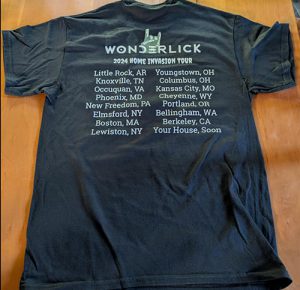 WONDERLICK
2024 HOME INVASION TOUR
Little Rock, AR
Knoxville, TN
Occuquan, VA
Phoenix, MD
New Freedom, PA
Elmsford, NY
Boston, MA
Lewiston, NY
Youngstown, OH
Columbus, OH
Kansas City, MO
Cheyenne, WY
Portland, OR
Bellingham, WA
Berkeley, CA
Your House, Soon